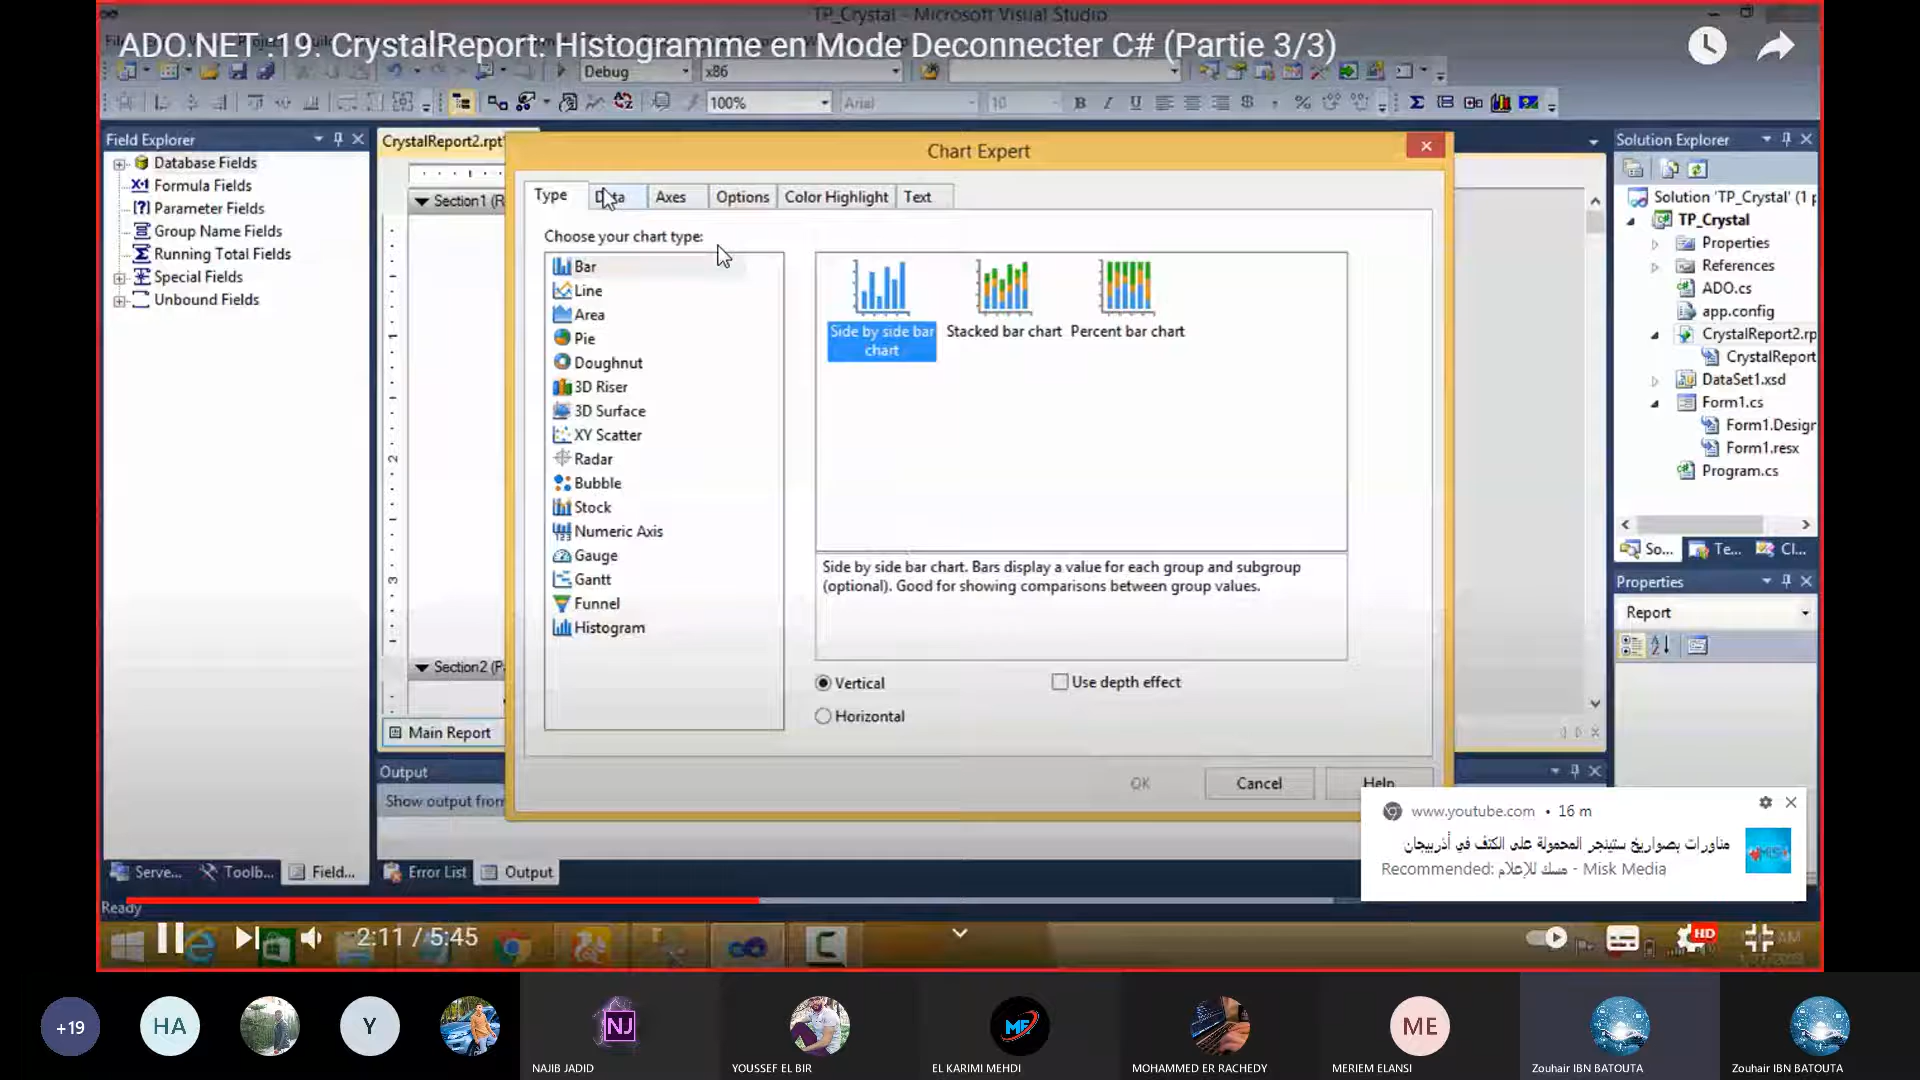 TP_Crystal - Microsoft Visual Studio
ADO.NET :19. CrystalReport: Histogramme en Mode Deconnecter C# (Partie 3/3)
Debug
x86
100%
Arial
10
B I U
Field Explorer
Database Fields
Formula Fields
Parameter Fields
Group Name Fields
Running Total Fields
Special Fields
Unbound Fields
CrystalReport2.rpt
Section1 (R
Section2 (P
Main Report
Output
Show output from
Chart Expert
Type
Data
Axes
Options
Color Highlight
Text
Choose your chart type:
Bar
Line
Area
Pie
Doughnut
3D Riser
3D Surface
XY Scatter
Radar
Bubble
Stock
Numeric Axis
Gauge
Gantt
Funnel
Histogram
Side by side bar
chart
Stacked bar chart
Percent bar chart
Side by side bar chart. Bars display a value for each group and subgroup
(optional). Good for showing comparisons between group values.
Vertical
Use depth effect
Horizontal
OK
Cancel
Help
Solution Explorer
Solution 'TP_Crystal' (1 p
TP_Crystal
Properties
References
ADO.cs
app.config
CrystalReport2.rp
CrystalReport
DataSet1.xsd
Form1.cs
Form1.Design
Form1.resx
Program.cs
So...
Te...
Cl...
Properties
Report
www.youtube.com • 16 m
مناورات بصواريخ ستينجر المحمولة على الكتف في أذربيجان
Recommended: مسك للإعلام - Misk Media
Serve...
Toolb...
Field...
Error List
Output
Ready
2:11 / 5:45
HD
+19
HA
Y
NJ
MF
ME
NAJIB JADID
YOUSSEF EL BIR
EL KARIMI MEHDI
MOHAMMED ER RACHEDY
MERIEM ELANSI
Zouhair IBN BATOUTA
Zouhair IBN BATOUTA